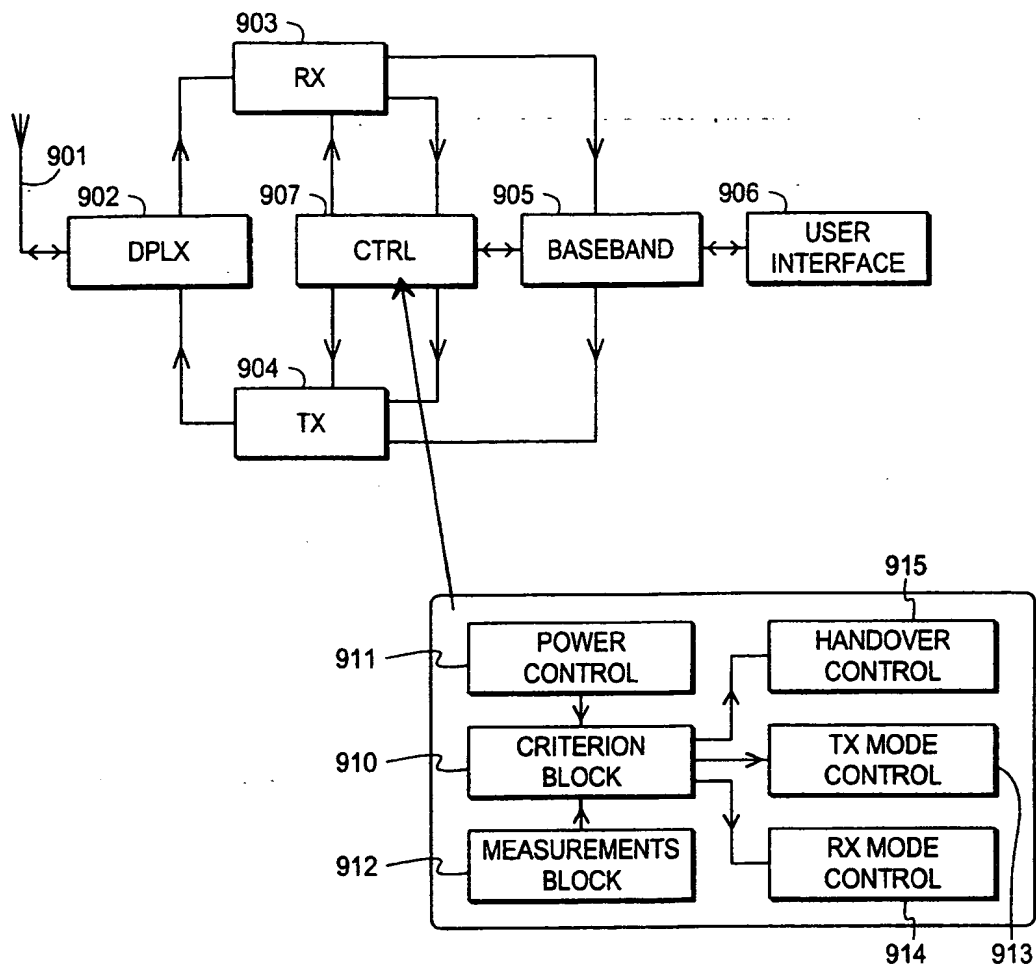 903
RX
901
902
DPLX
907
CTRL
905
BASEBAND
906
USER
INTERFACE
904
TX
915
911
POWER
CONTROL
HANDOVER
CONTROL
910
CRITERION
BLOCK
TX MODE
CONTROL
912
MEASUREMENTS
BLOCK
RX MODE
CONTROL
914
913